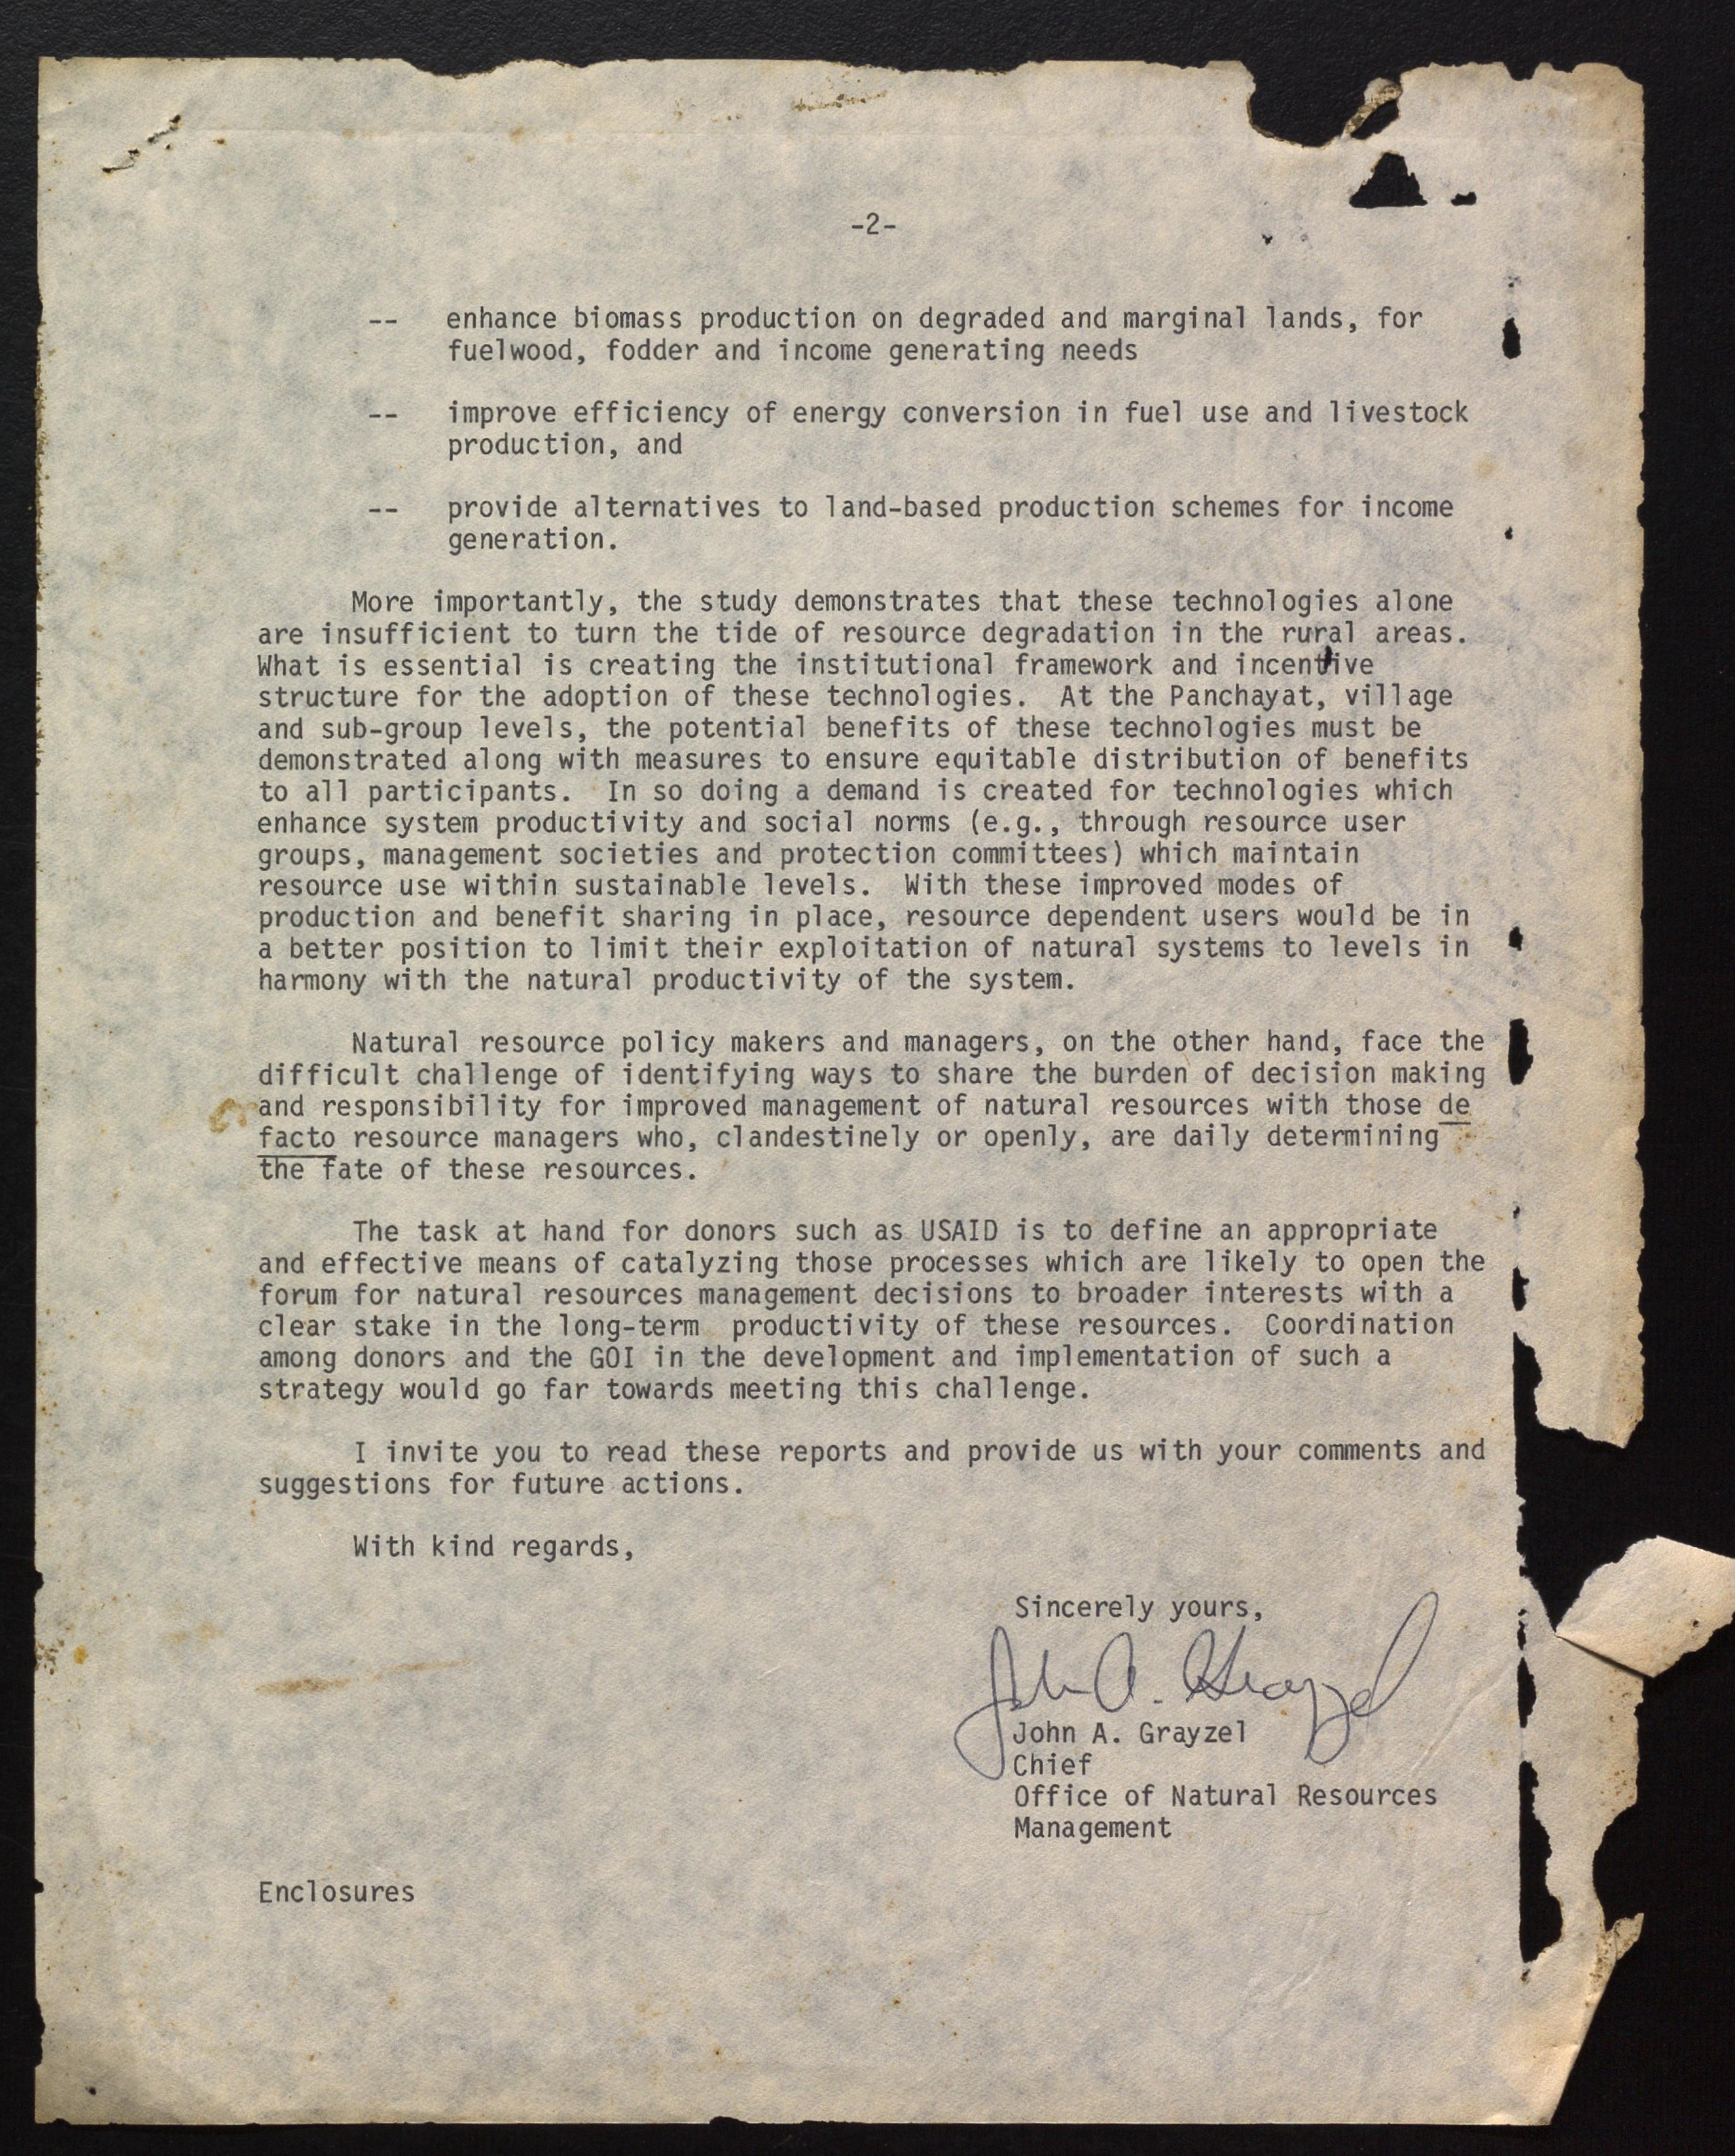 -2-
-- enhance biomass production on degraded and marginal lands, for
fuelwood, fodder and income generating needs
-- improve efficiency of energy conversion in fuel use and livestock
production, and
-- provide alternatives to land-based production schemes for income
generation.
More importantly, the study demonstrates that these technologies alone
are insufficient to turn the tide of resource degradation in the rural areas.
What is essential is creating the institutional framework and incentive
structure for the adoption of these technologies. At the Panchayat, village
and sub-group levels, the potential benefits of these technologies must be
demonstrated along with measures to ensure equitable distribution of benefits
to all participants. In so doing a demand is created for technologies which
enhance system productivity and social norms (e.g., through resource user
groups, management societies and protection committees) which maintain
resource use within sustainable levels. With these improved modes of
production and benefit sharing in place, resource dependent users would be in
a better position to limit their exploitation of natural systems to levels in
harmony with the natural productivity of the system.
Natural resource policy makers and managers, on the other hand, face the
difficult challenge of identifying ways to share the burden of decision making
and responsibility for improved management of natural resources with those de
facto resource managers who, clandestinely or openly, are daily determining
the fate of these resources.
The task at hand for donors such as USAID is to define an appropriate
and effective means of catalyzing those processes which are likely to open the
forum for natural resources management decisions to broader interests with a
clear stake in the long-term productivity of these resources. Coordination
among donors and the GOI in the development and implementation of such a
strategy would go far towards meeting this challenge.
I invite you to read these reports and provide us with your comments and
suggestions for future actions.
With kind regards,
Sincerely yours,
John A. Grayzel
John A. Grayzel
Chief
Office of Natural Resources
Management
Enclosures